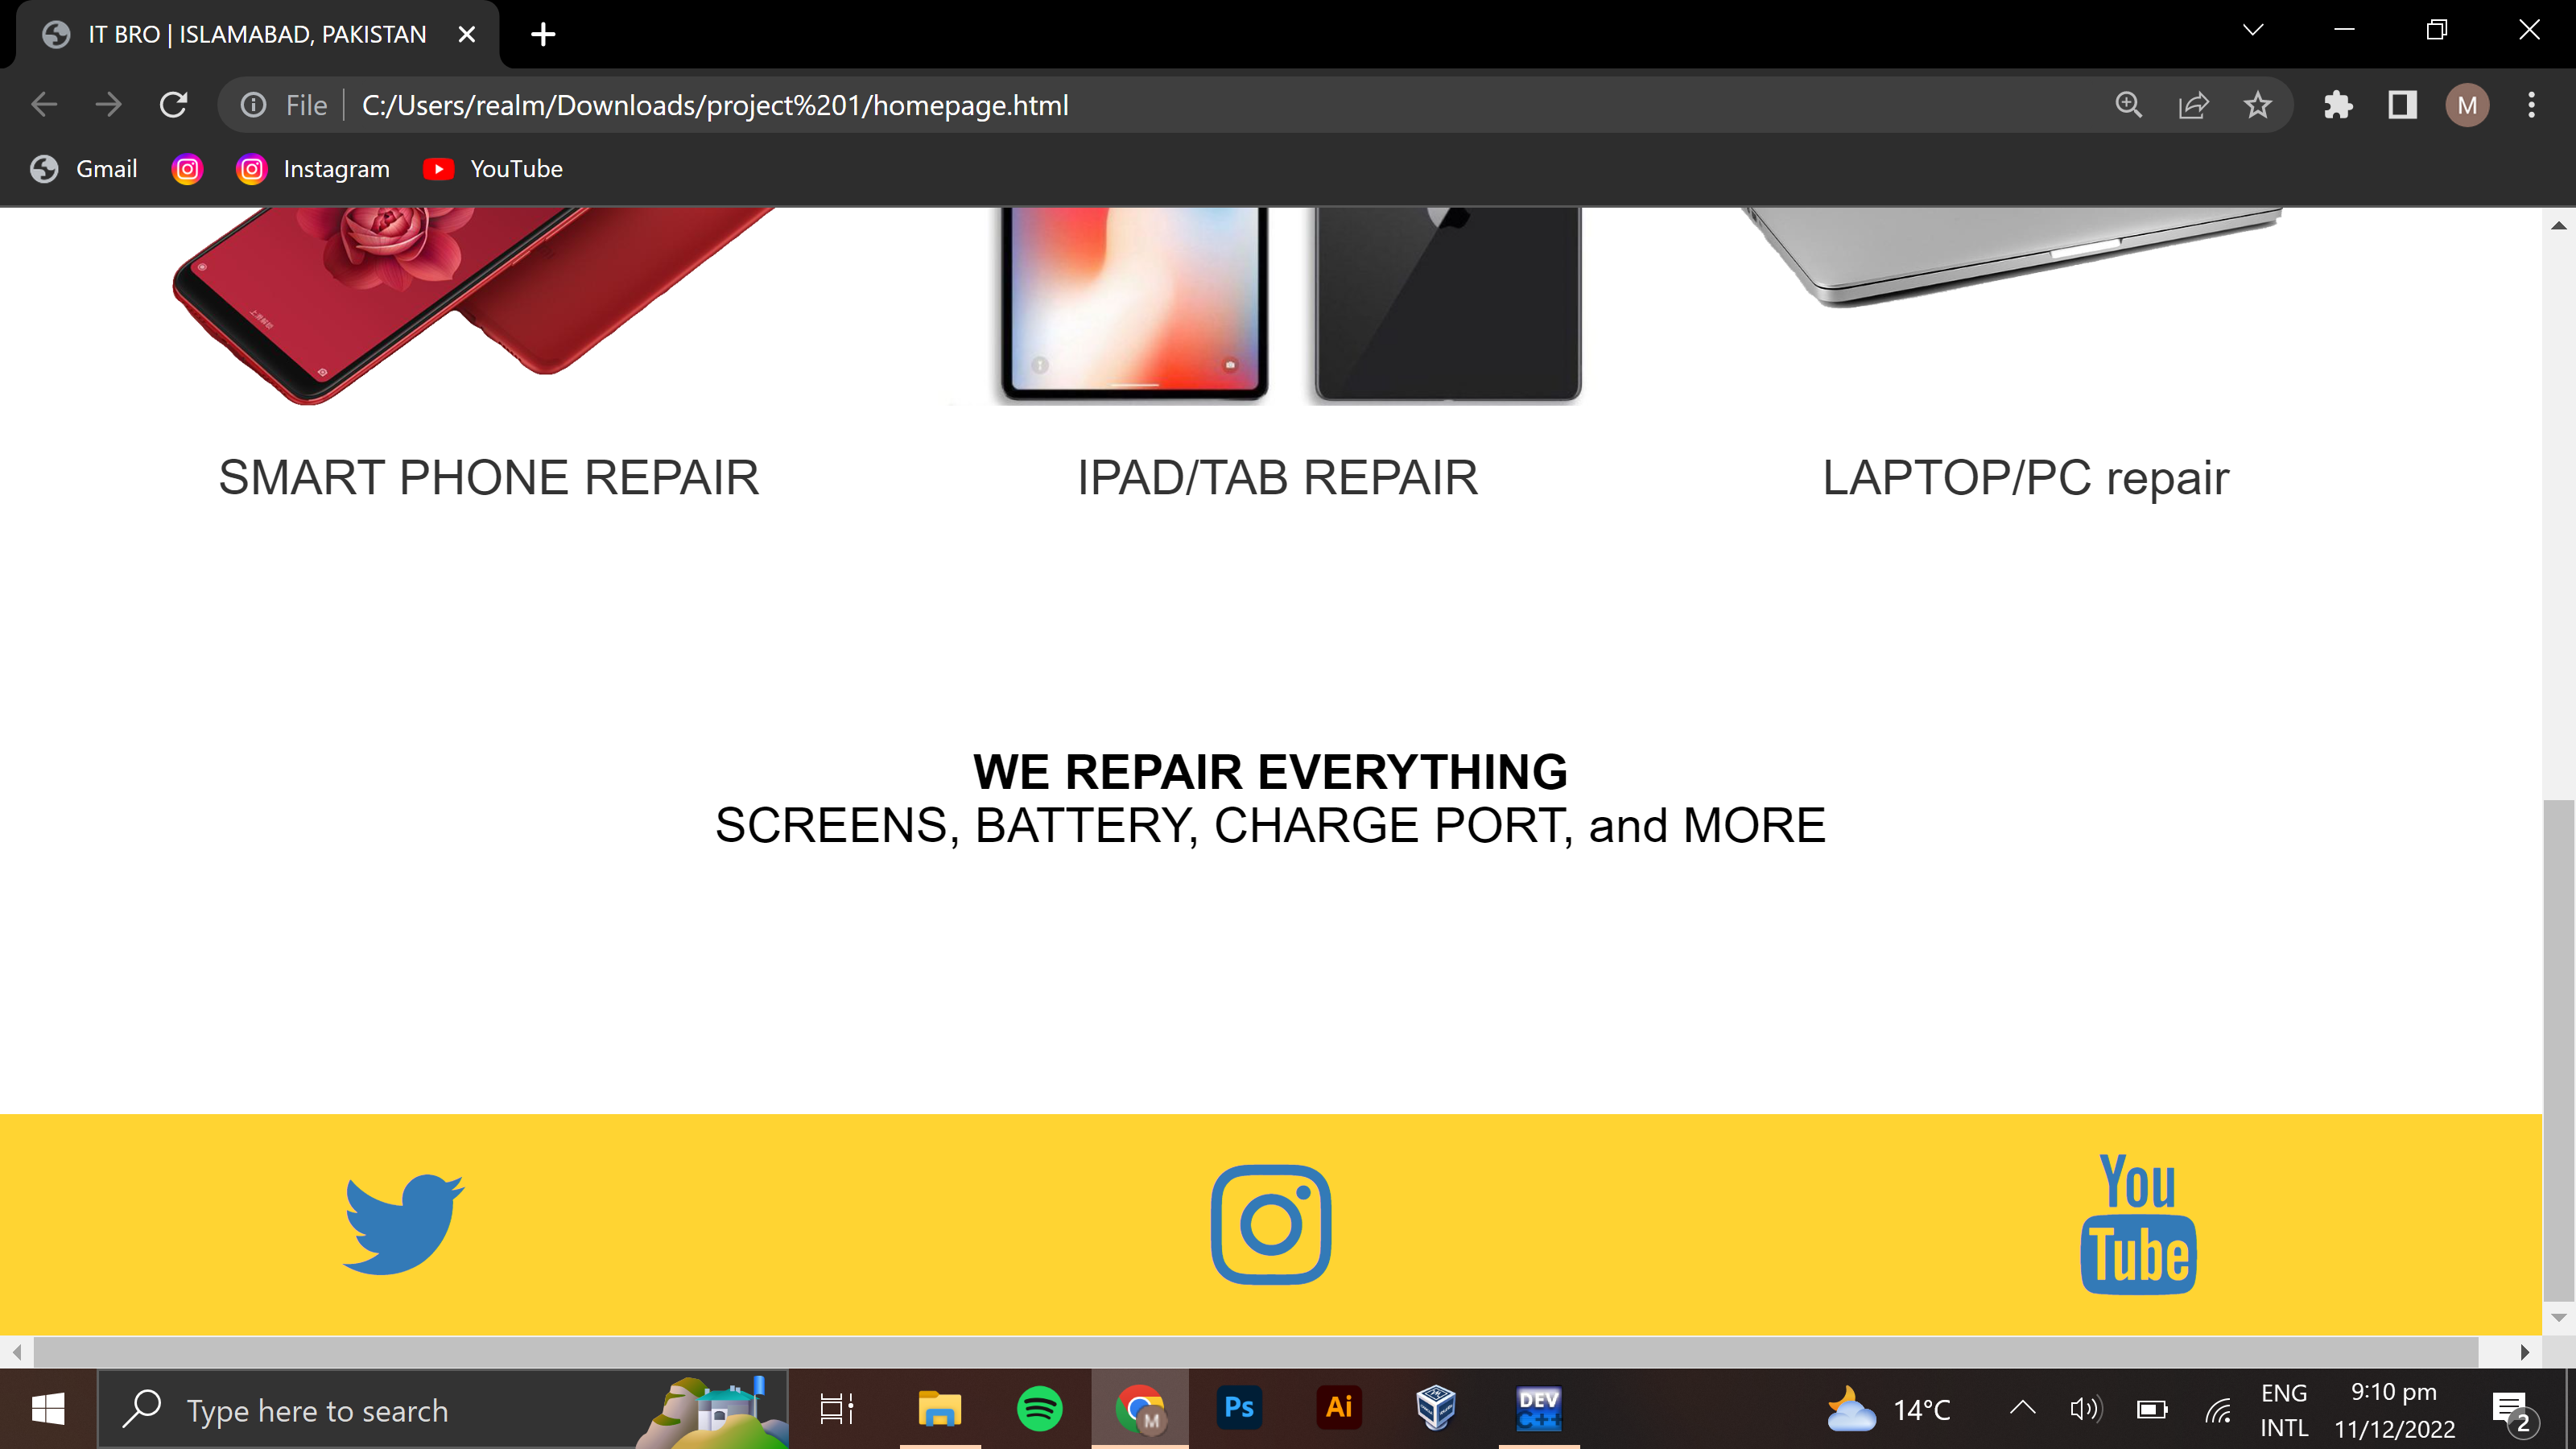 IT BRO | ISLAMABAD, PAKISTAN
File C:/Users/realm/Downloads/project%201/homepage.html M
Gmail Instagram YouTube
SMART PHONE REPAIR IPAD/TAB REPAIR LAPTOP/PC repair
WE REPAIR EVERYTHING
SCREENS, BATTERY, CHARGE PORT, and MORE
You
Tube
Type here to search M Ps Ai DEV C++ 14°C ENG 9:10 pm
INTL 11/12/2022 2